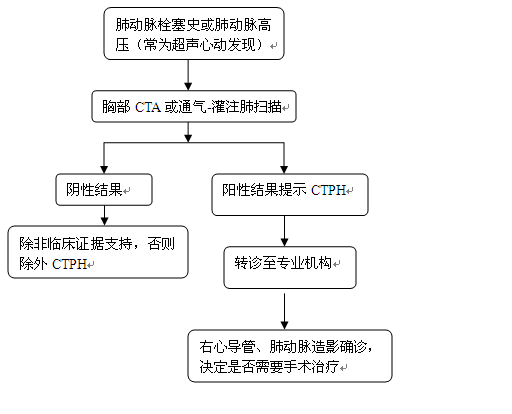 肺动脉栓塞史或肺动脉高
压（常为超声心动发现）
胸部 CTA 或通气-灌注肺扫描
阴性结果
阳性结果提示 CTPH
除非临床证据支持，否则
除外 CTPH
转诊至专业机构
右心导管、肺动脉造影确诊，
决定是否需要手术治疗